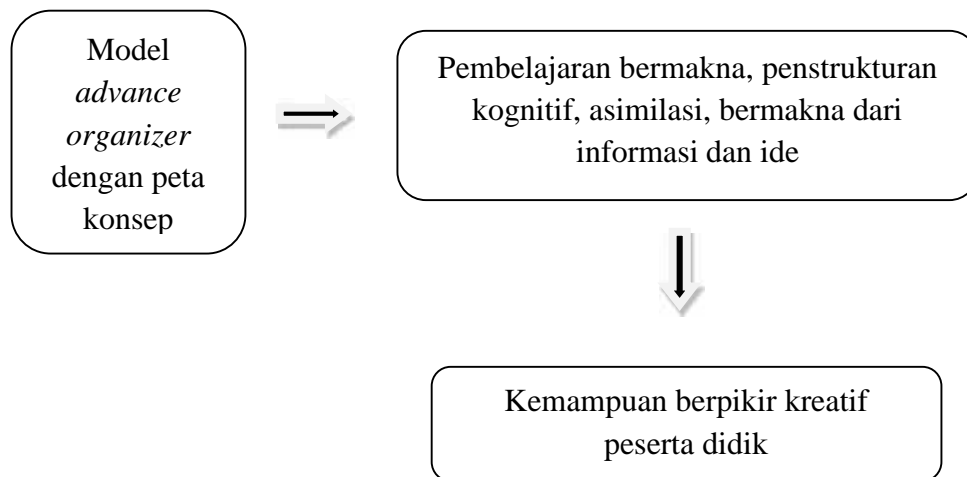 Model
advance
organizer
dengan peta
konsep
Pembelajaran bermakna, penstrukturan
kognitif, asimilasi, bermakna dari
informasi dan ide
Kemampuan berpikir kreatif
peserta didik